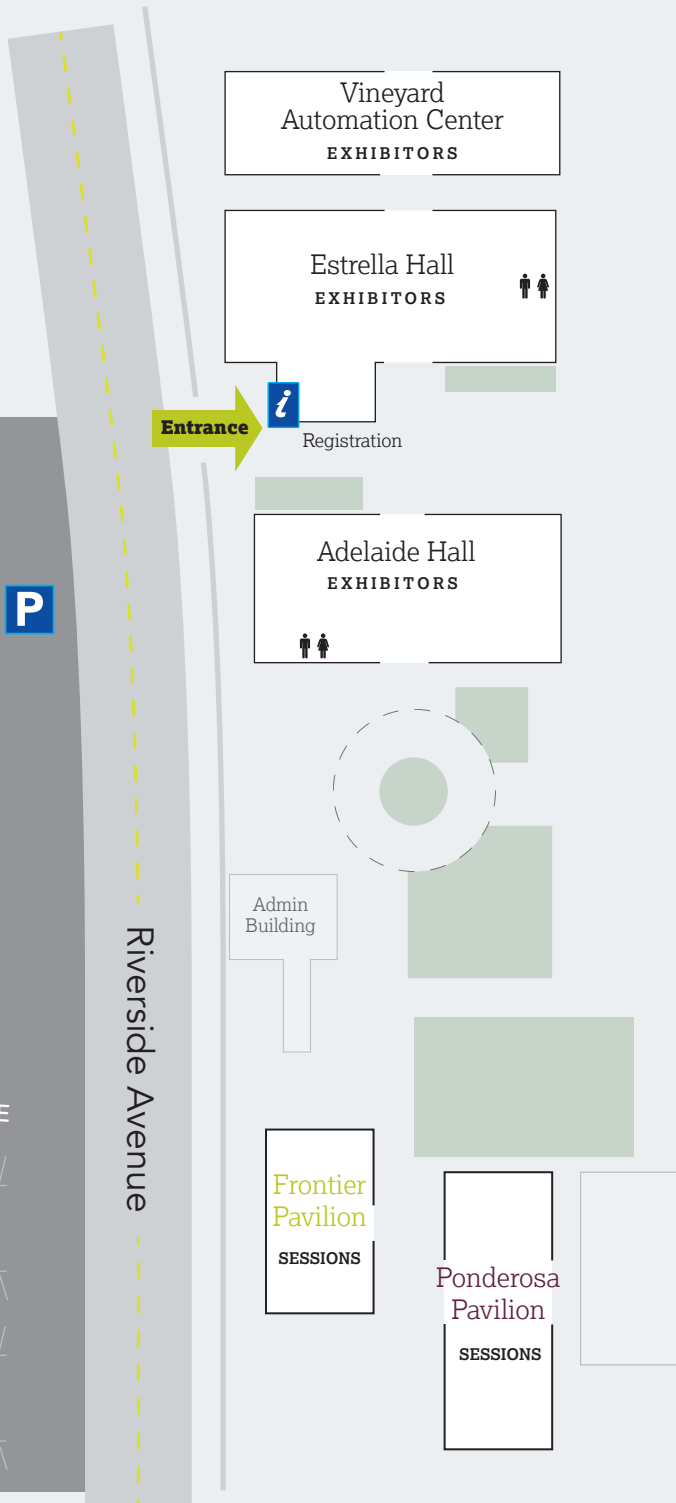 Vineyard
Automation Center
EXHIBITORS
Estrella Hall
EXHIBITORS
i
Entrance
Registration
Adelaide Hall
EXHIBITORS
P
Admin
Building
Riverside Avenue
E
Frontier
Pavilion
SESSIONS
Ponderosa
Pavilion
SESSIONS